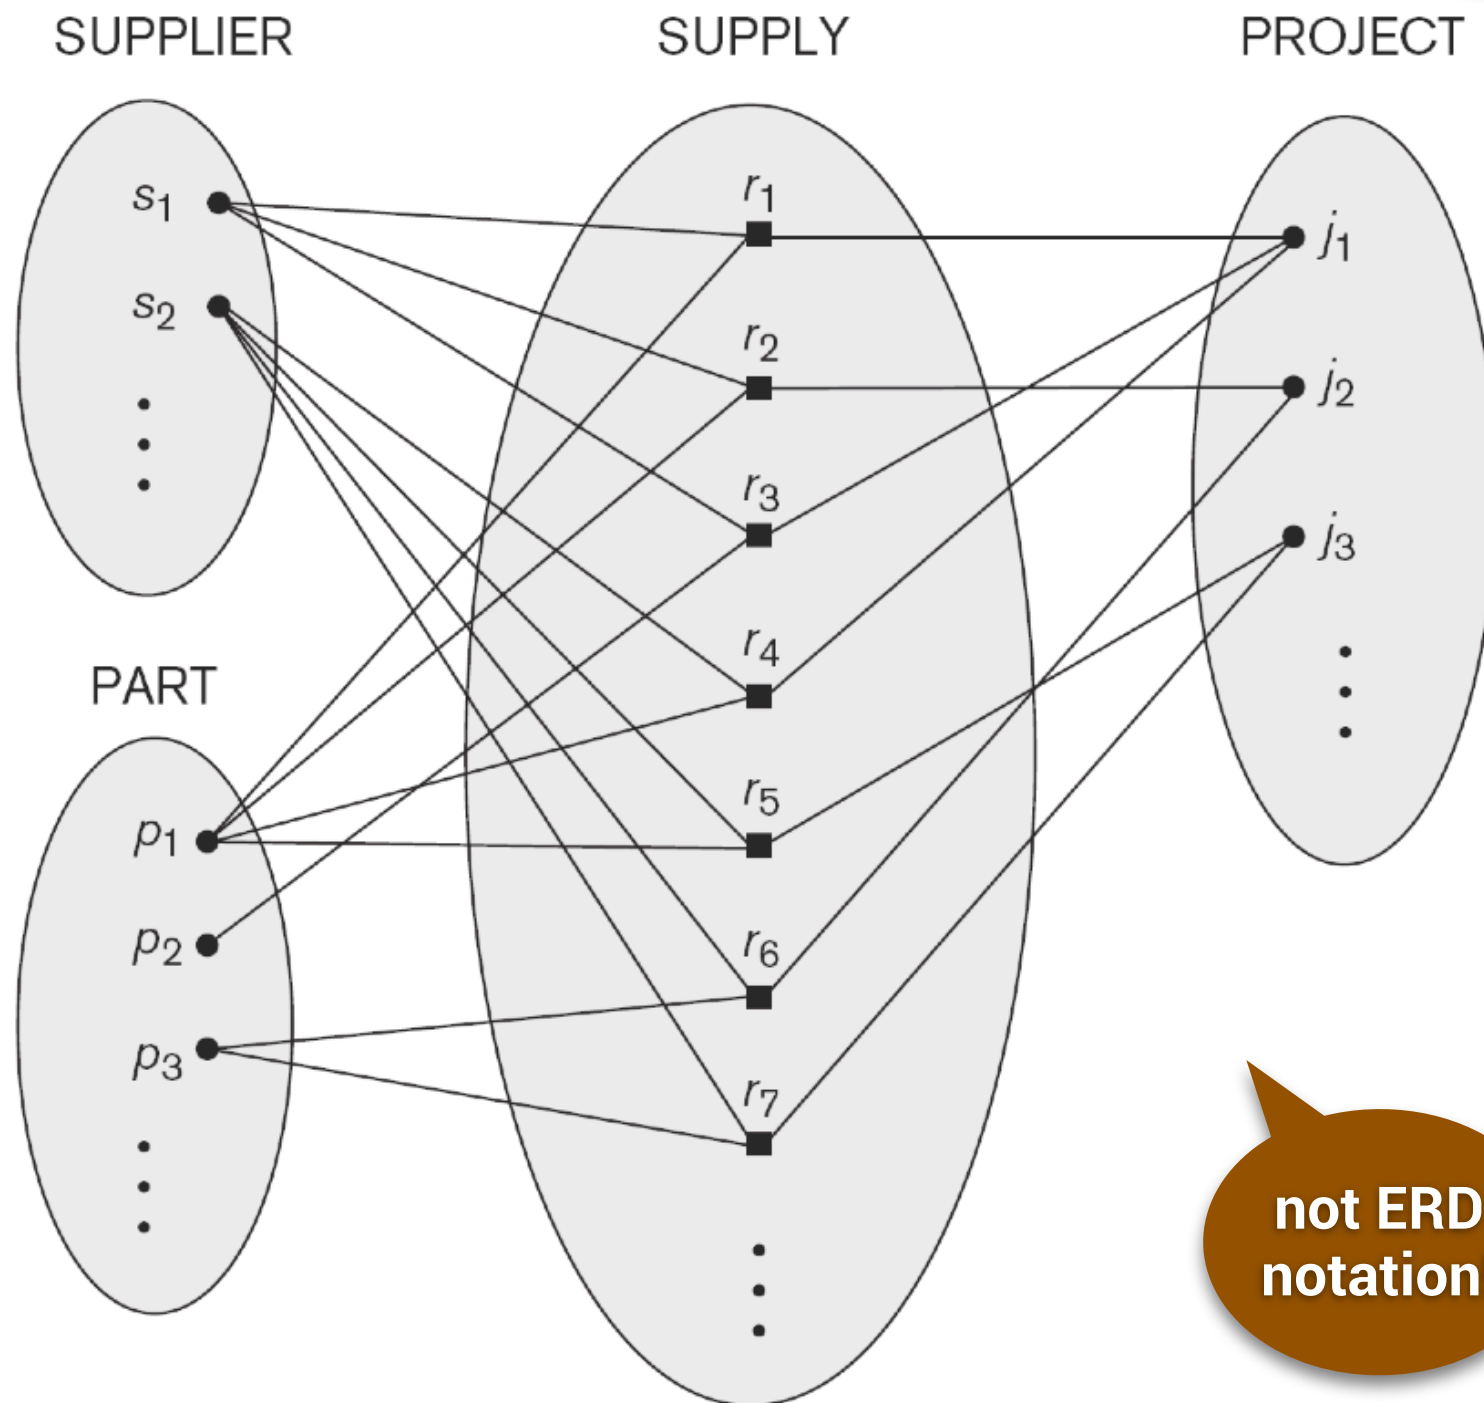 SUPPLIER
SUPPLY
PROJECT
s1
s2
r1
r2
r3
r4
r5
r6
r7
j1
j2
j3
PART
p1
p2
p3
not ERD
notation